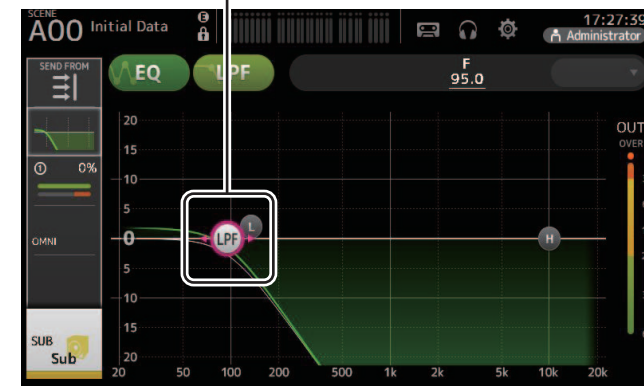 SCENE
A00 Initial Data
E
17:27:39
Administrator
SEND FROM
EQ
LPF
F
95.0
① 0%
OMNI
SUB
Sub
20
15
10
5
0
5
10
15
20
LPF
L
H
20 50 100 200 500 1k 2k 5k 10k 20k
OUT
OVER